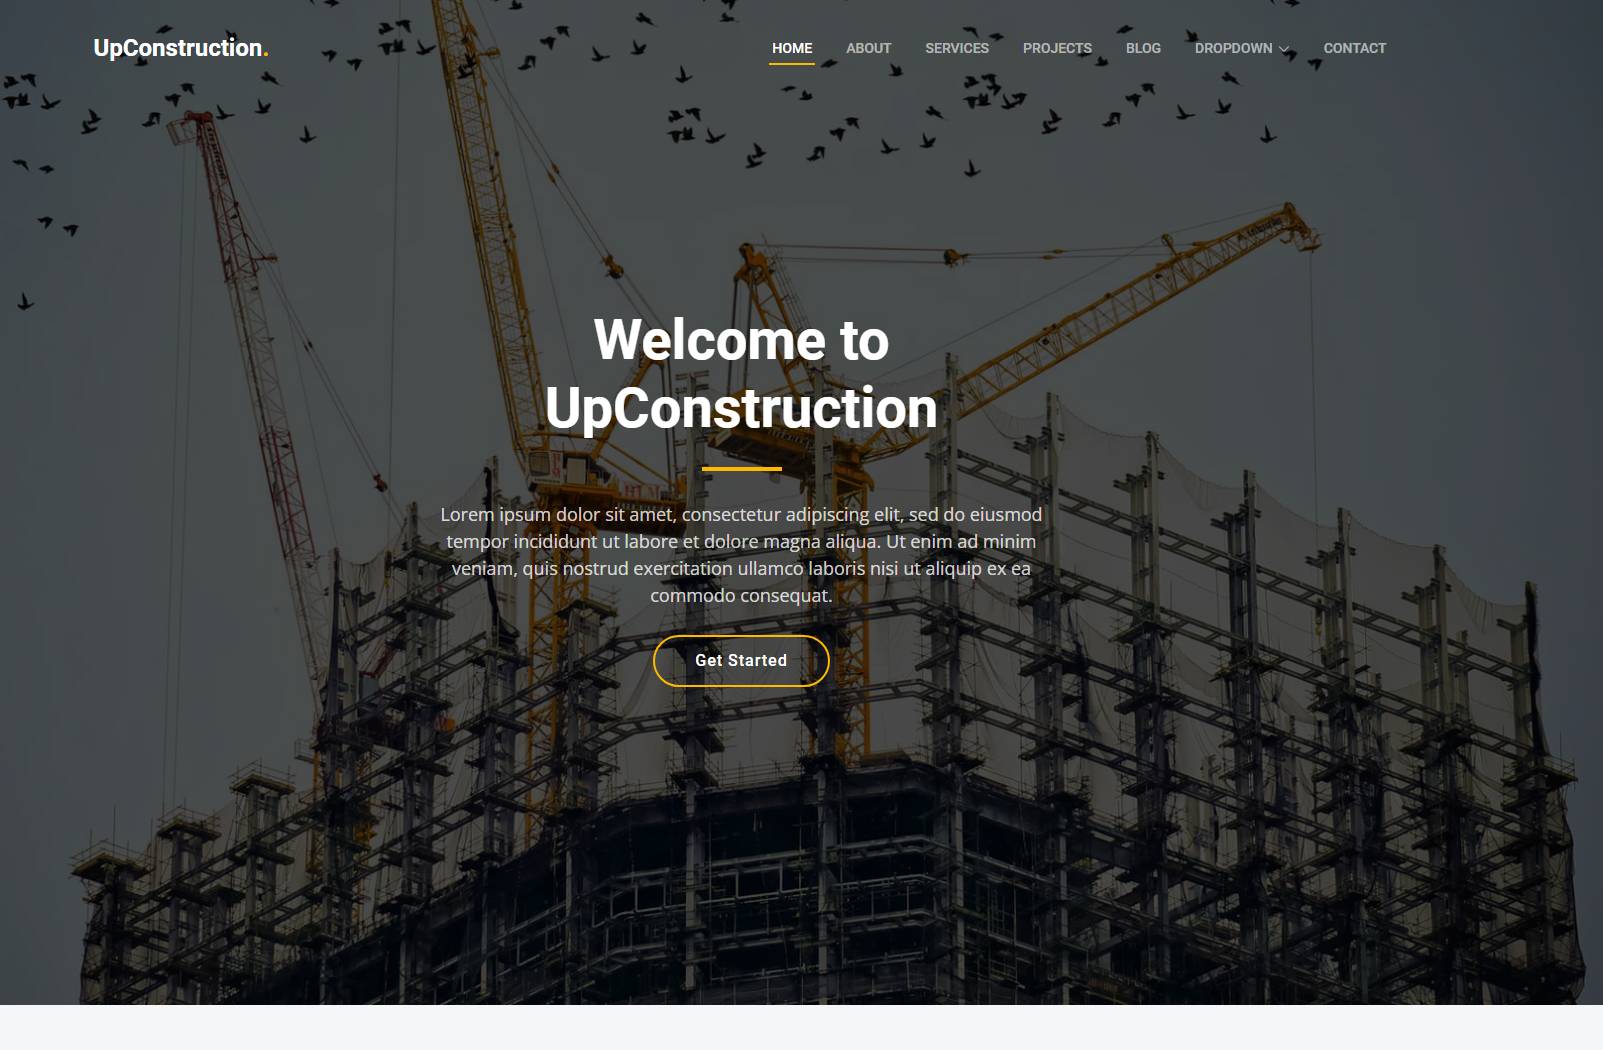 UpConstruction.
HOME ABOUT SERVICES PROJECTS BLOG DROPDOWN CONTACT
Welcome to
UpConstruction
Lorem ipsum dolor sit amet, consectetur adipiscing elit, sed do eiusmod
tempor incididunt ut labore et dolore magna aliqua. Ut enim ad minim
veniam, quis nostrud exercitation ullamco laboris nisi ut aliquip ex ea
commodo consequat.
Get Started